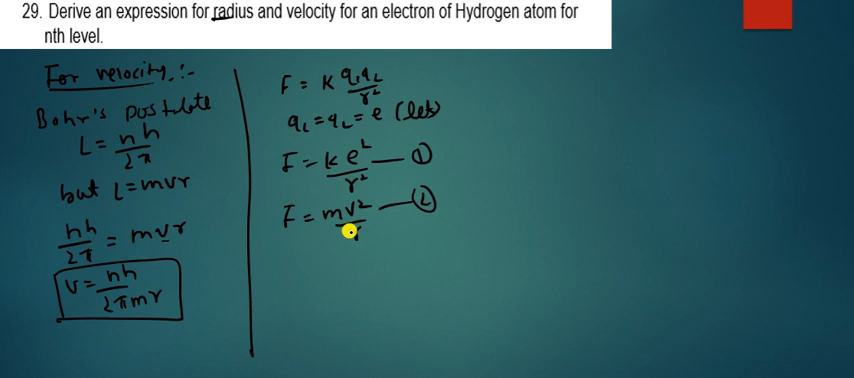 29. Derive an expression for radius and velocity for an electron of Hydrogen atom for
nth level.
For velocity :-
Bohr's postulate
L = nh/2π
but L = mvr
nh/2π = mvr
v = nh/2πmr
F = K q₁q₂/r²
q₁ = q₂ = e (let)
F = k e²/r² — ①
F = mv²/r — ②